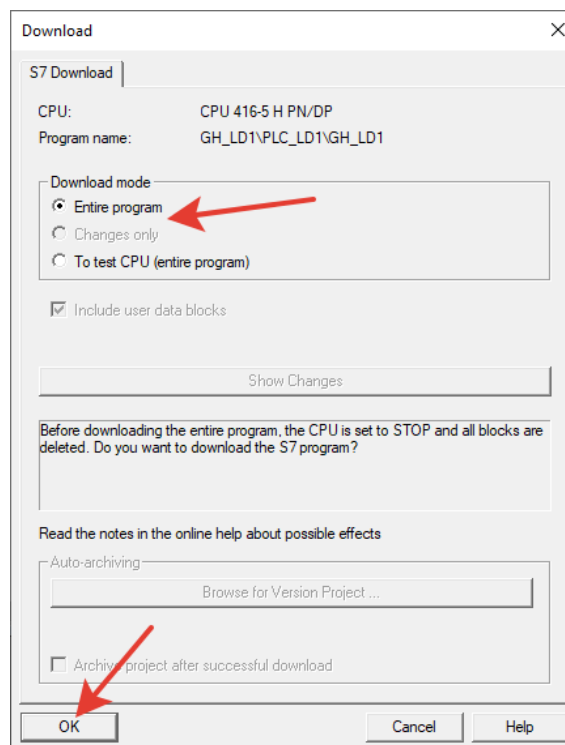 Download
S7 Download
CPU: CPU 416-5 H PN/DP
Program name: GH_LD1\PLC_LD1\GH_LD1
Download mode
Entire program
Changes only
To test CPU (entire program)
Include user data blocks
Show Changes
Before downloading the entire program, the CPU is set to STOP and all blocks are
deleted. Do you want to download the S7 program?
Read the notes in the online help about possible effects
Auto-archiving
Browse for Version Project ...
Archive project after successful download
OK Cancel Help